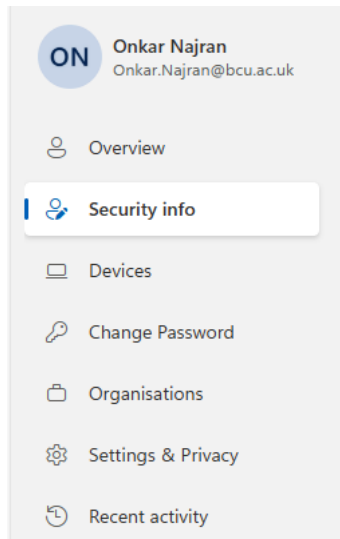 ON
Onkar Najran
Onkar.Najran@bcu.ac.uk
Overview
Security info
Devices
Change Password
Organisations
Settings & Privacy
Recent activity